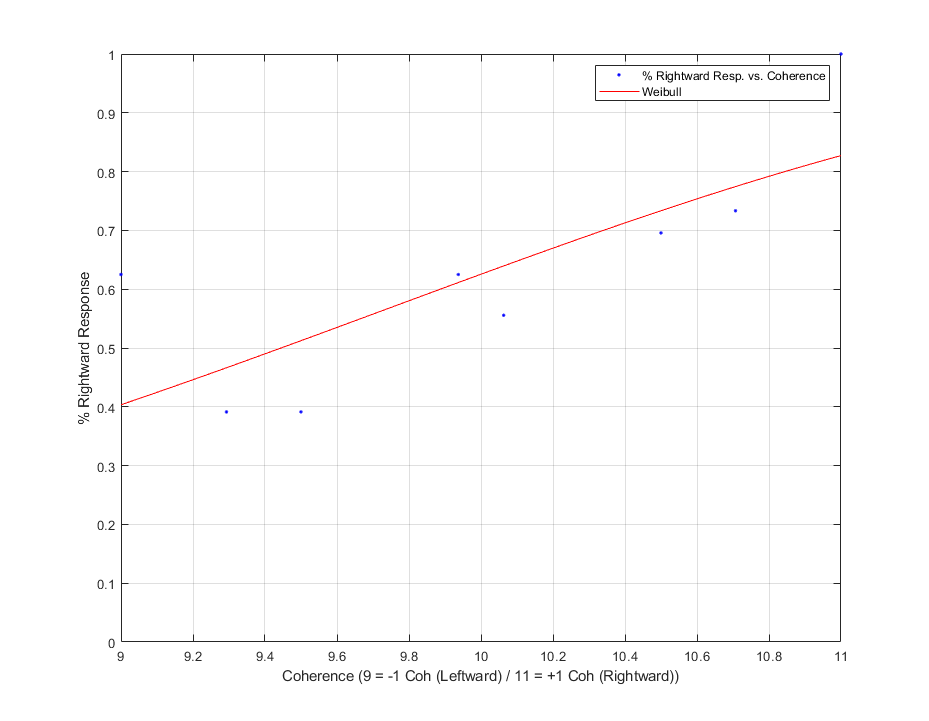 % Rightward Resp. vs. Coherence
Weibull
1
0.9
0.8
0.7
0.6
0.5
0.4
0.3
0.2
0.1
0
% Rightward Response
9 9.2 9.4 9.6 9.8 10 10.2 10.4 10.6 10.8 11
Coherence (9 = -1 Coh (Leftward) / 11 = +1 Coh (Rightward))